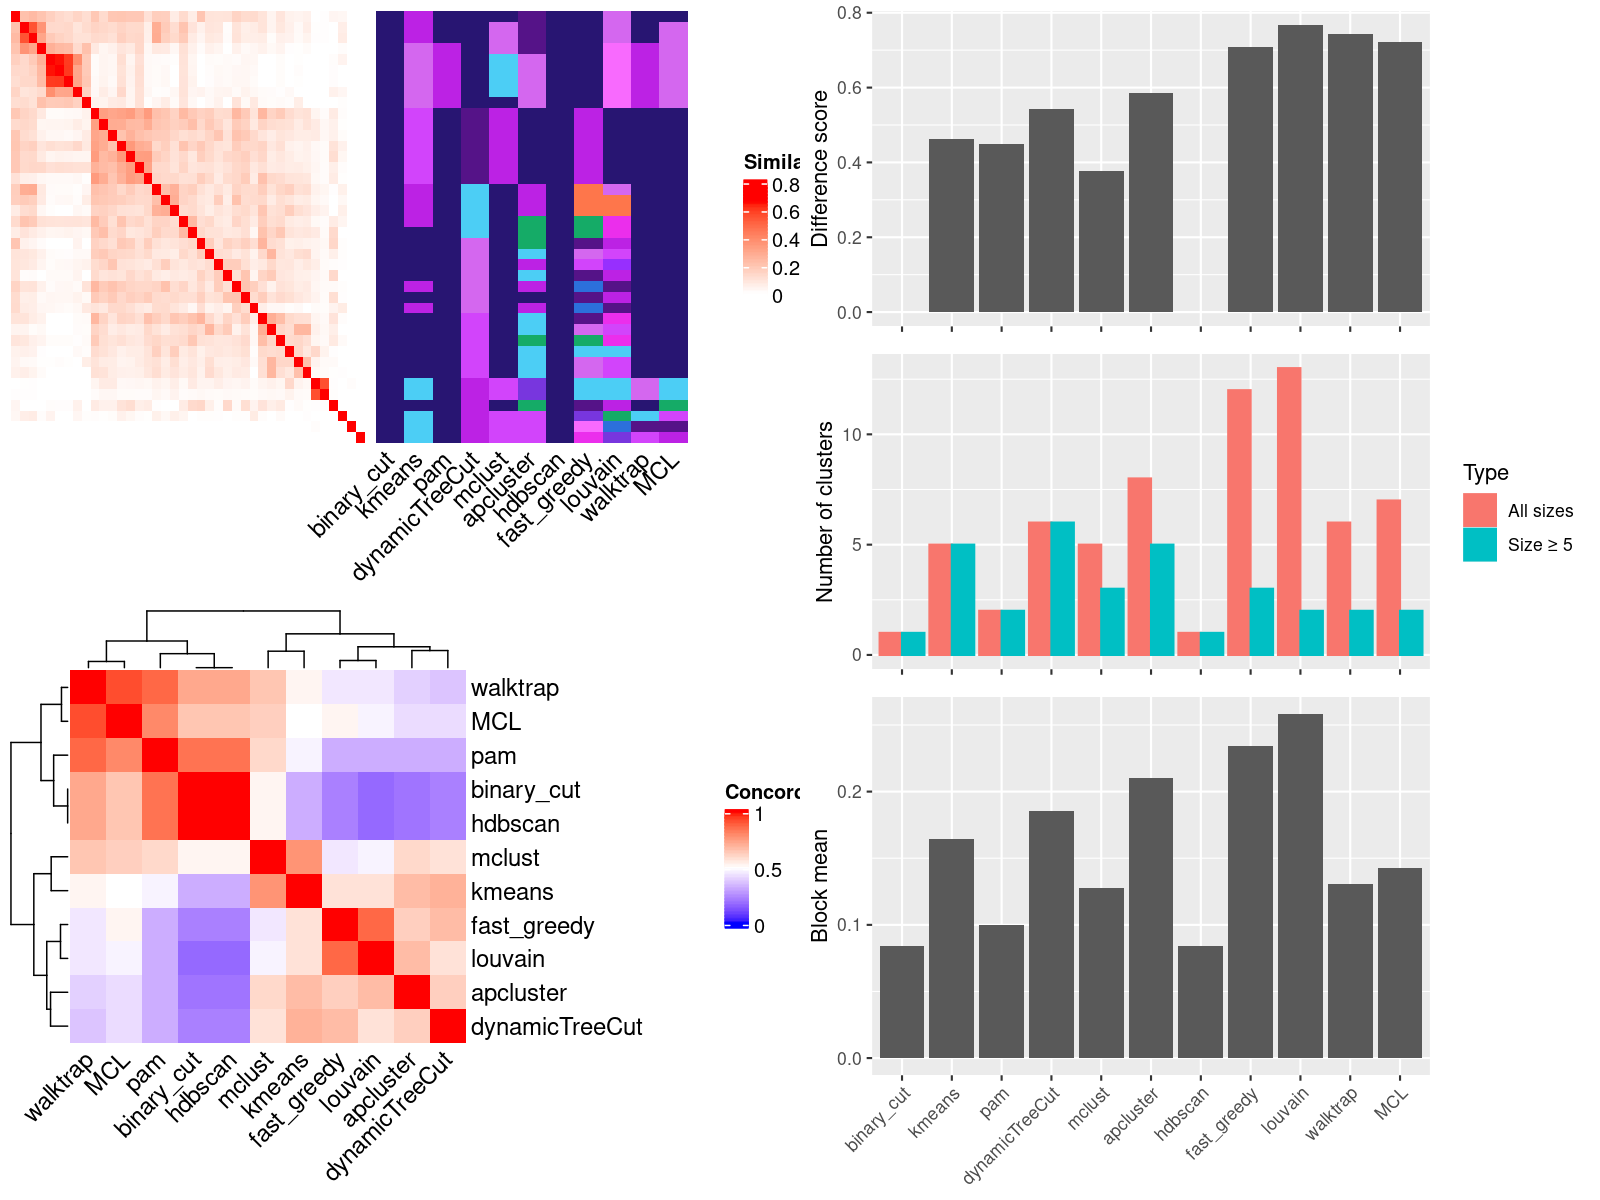 Simila
0.8
0.6
0.4
0.2
0
binary_cut
kmeans
pam
dynamicTreeCut
mclust
apcluster
hdbscan
fast_greedy
louvain
walktrap
MCL
walktrap
MCL
pam
binary_cut
hdbscan
mclust
kmeans
fast_greedy
louvain
apcluster
dynamicTreeCut
walktrap
MCL
pam
binary_cut
hdbscan
mclust
kmeans
fast_greedy
louvain
apcluster
dynamicTreeCut
Concord
1
0.5
0
Difference score
0.8
0.6
0.4
0.2
0.0
Number of clusters
10
5
0
Type
All sizes
Size ≥ 5
Block mean
0.2
0.1
0.0
binary_cut
kmeans
pam
dynamicTreeCut
mclust
apcluster
hdbscan
fast_greedy
louvain
walktrap
MCL